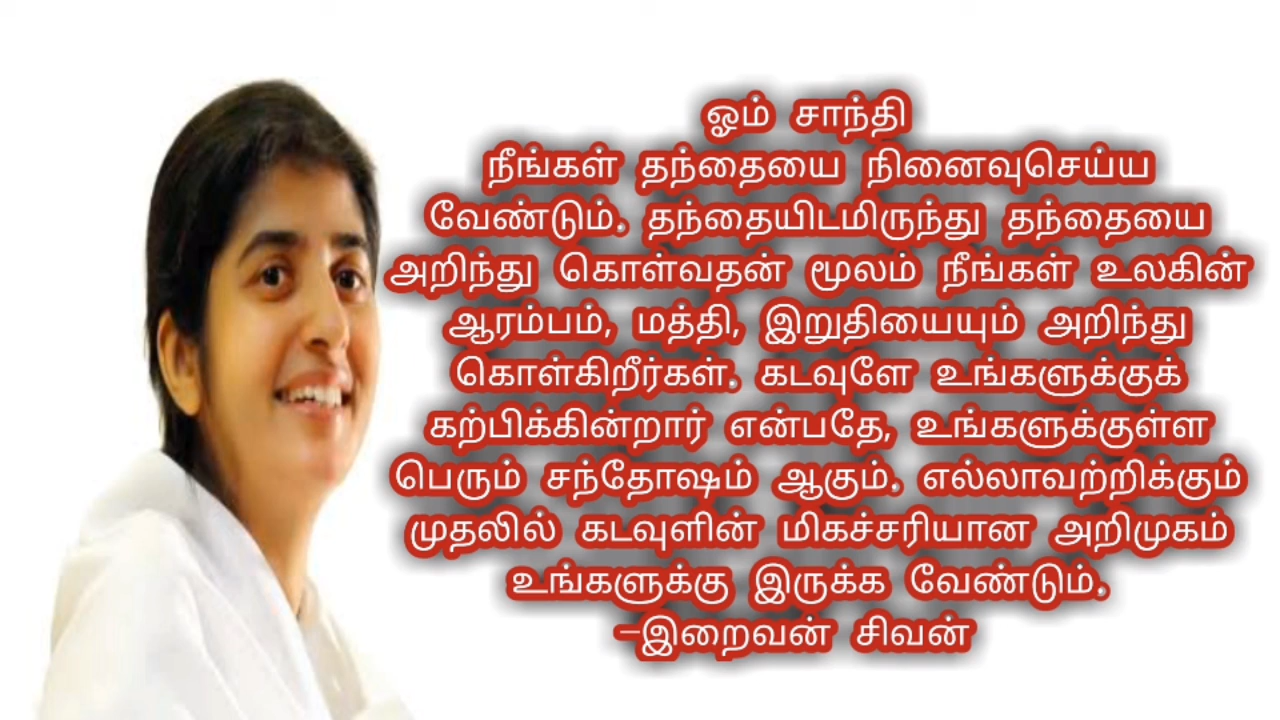 ஓம் சாந்தி
நீங்கள் தந்தையை நினைவுசெய்ய
வேண்டும். தந்தையிடமிருந்து தந்தையை
அறிந்து கொள்வதன் மூலம் நீங்கள் உலகின்
ஆரம்பம், மத்தி, இறுதியையும் அறிந்து
கொள்கிறீர்கள். கடவுளே உங்களுக்குக்
கற்பிக்கின்றார் என்பதே, உங்களுக்குள்ள
பெரும் சந்தோஷம் ஆகும். எல்லாவற்றிக்கும்
முதலில் கடவுளின் மிகச்சரியான அறிமுகம்
உங்களுக்கு இருக்க வேண்டும்.
-இறைவன் சிவன்